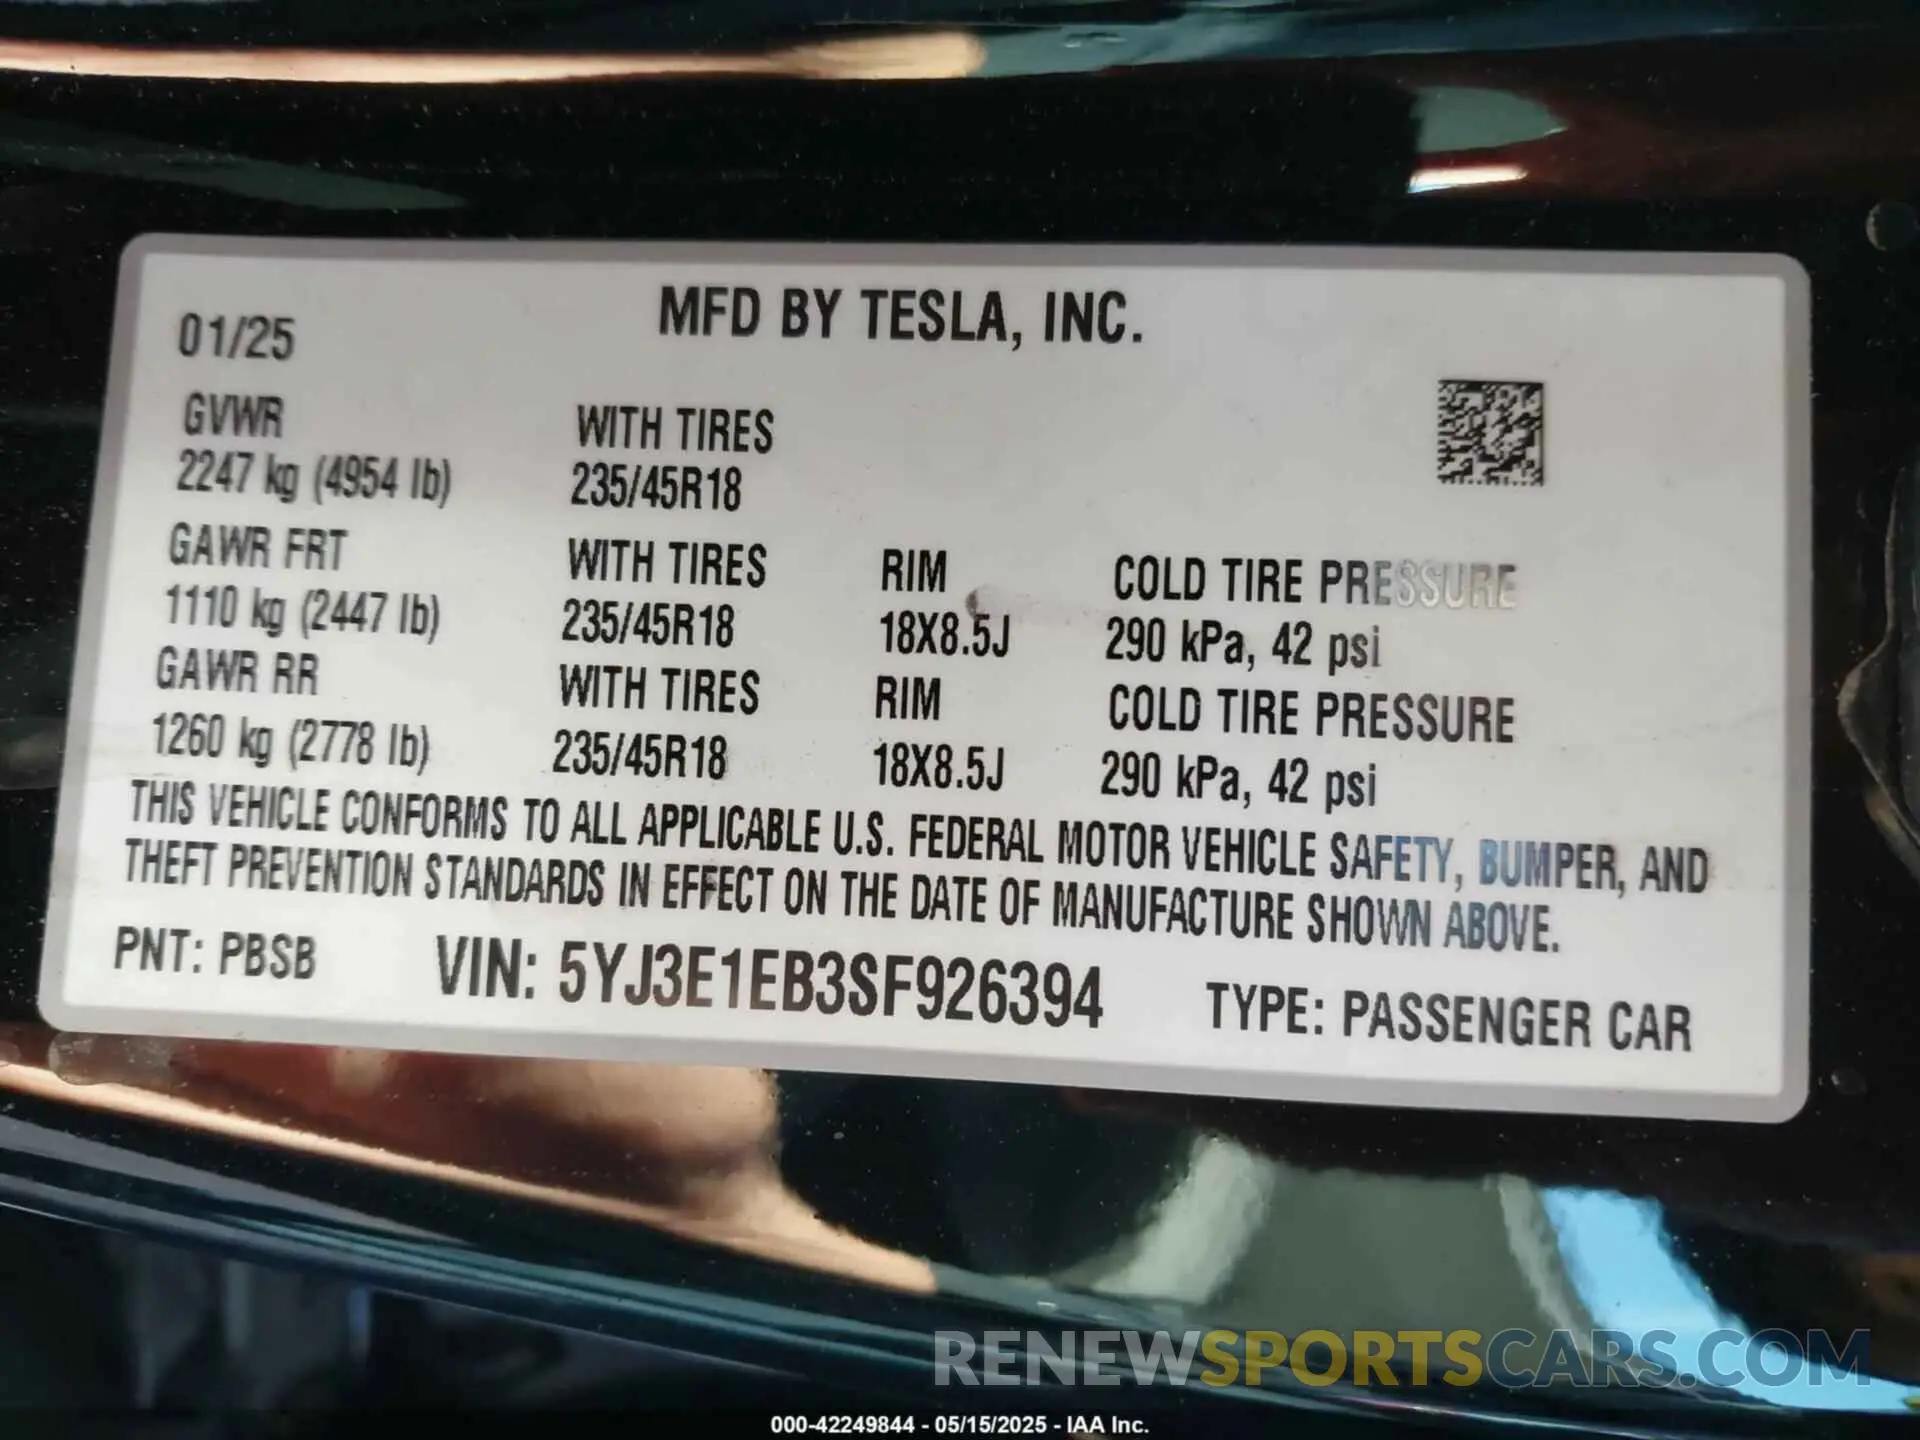 MFD BY TESLA, INC.
01/25
GVWR WITH TIRES
2247 kg (4954 lb) 235/45R18
GAWR FRT WITH TIRES RIM COLD TIRE PRESSURE
1110 kg (2447 lb) 235/45R18 18X8.5J 290 kPa, 42 psi
GAWR RR WITH TIRES RIM COLD TIRE PRESSURE
1260 kg (2778 lb) 235/45R18 18X8.5J 290 kPa, 42 psi
THIS VEHICLE CONFORMS TO ALL APPLICABLE U.S. FEDERAL MOTOR VEHICLE SAFETY, BUMPER, AND
THEFT PREVENTION STANDARDS IN EFFECT ON THE DATE OF MANUFACTURE SHOWN ABOVE.
PNT: PBSB VIN: 5YJ3E1EB3SF926394 TYPE: PASSENGER CAR
RENEWSPORTSCARS.COM
000-42249844 - 05/15/2025 - IAA Inc.